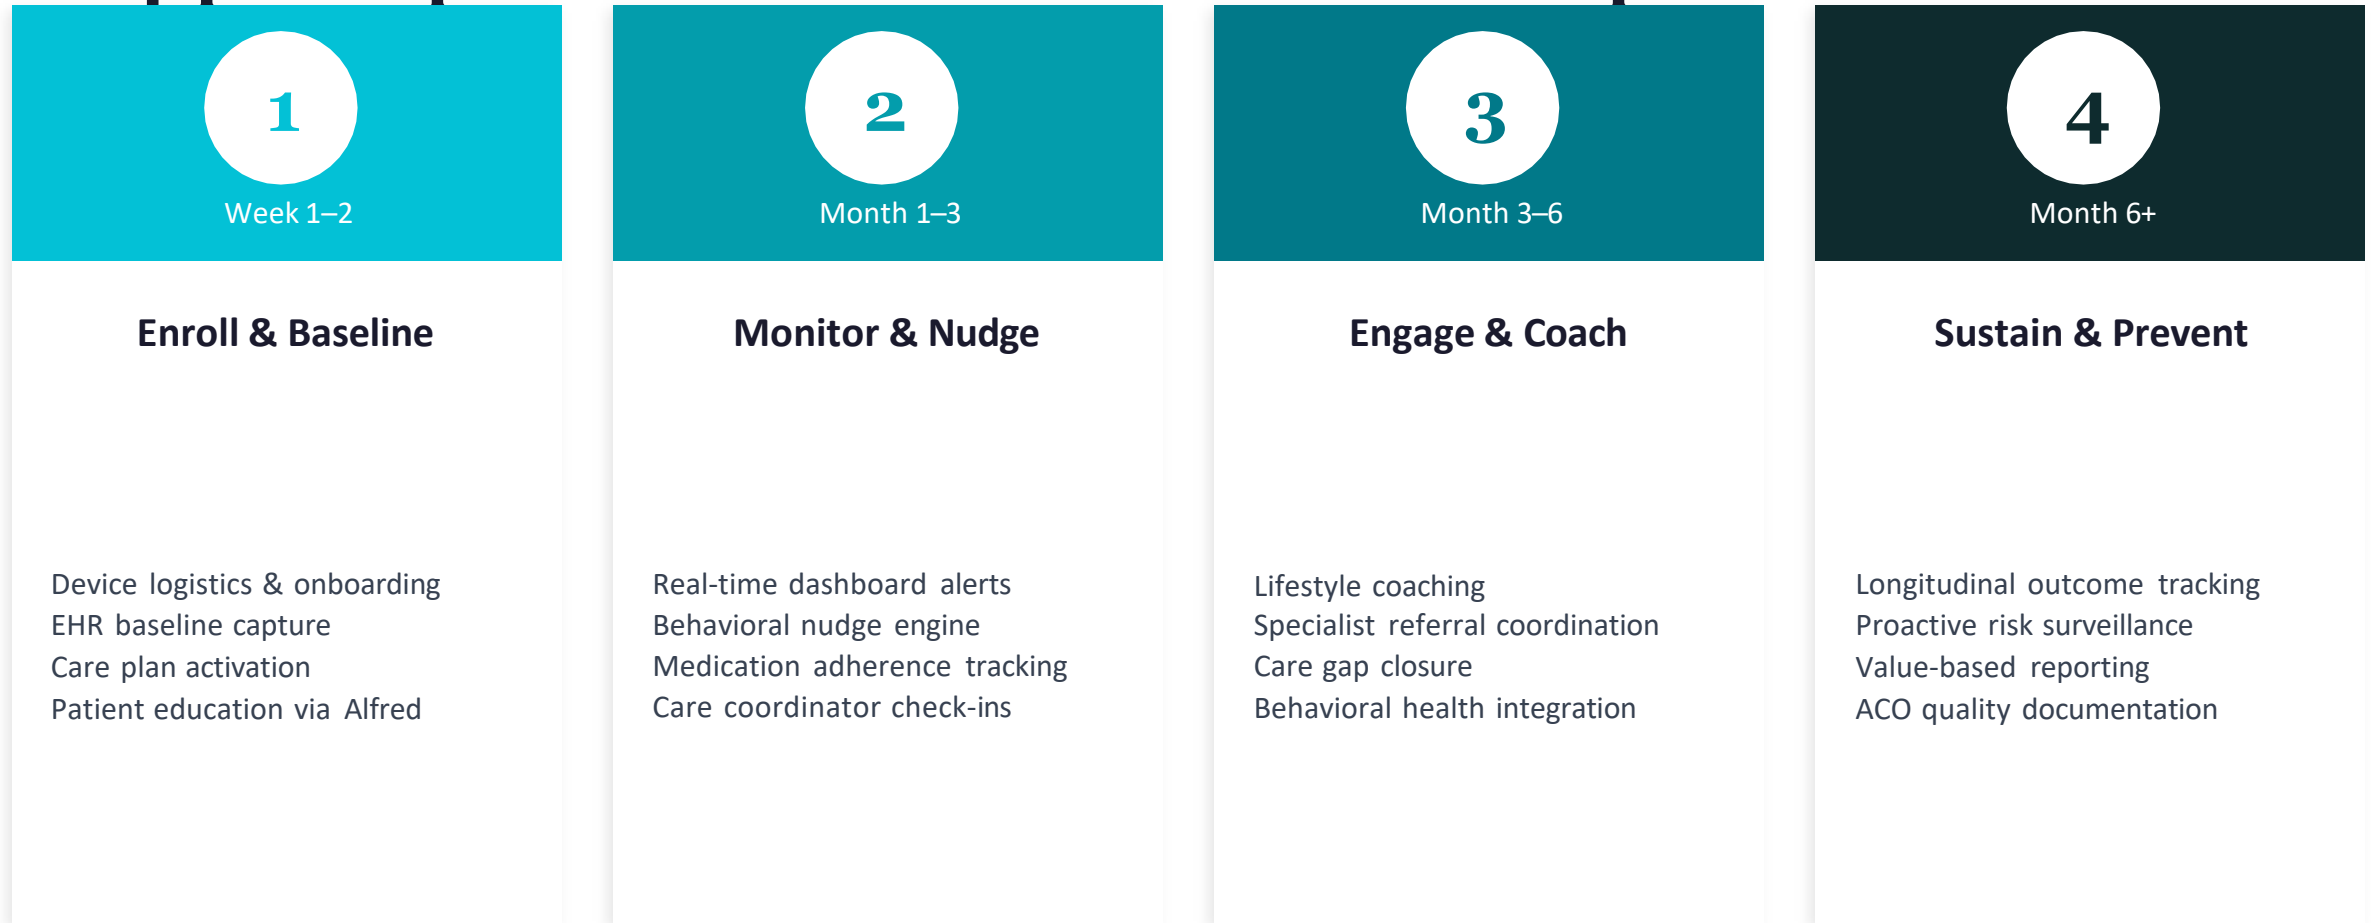 1
Week 1–2
Enroll & Baseline
Device logistics & onboarding
EHR baseline capture
Care plan activation
Patient education via Alfred
2
Month 1–3
Monitor & Nudge
Real-time dashboard alerts
Behavioral nudge engine
Medication adherence tracking
Care coordinator check-ins
3
Month 3–6
Engage & Coach
Lifestyle coaching
Specialist referral coordination
Care gap closure
Behavioral health integration
4
Month 6+
Sustain & Prevent
Longitudinal outcome tracking
Proactive risk surveillance
Value-based reporting
ACO quality documentation